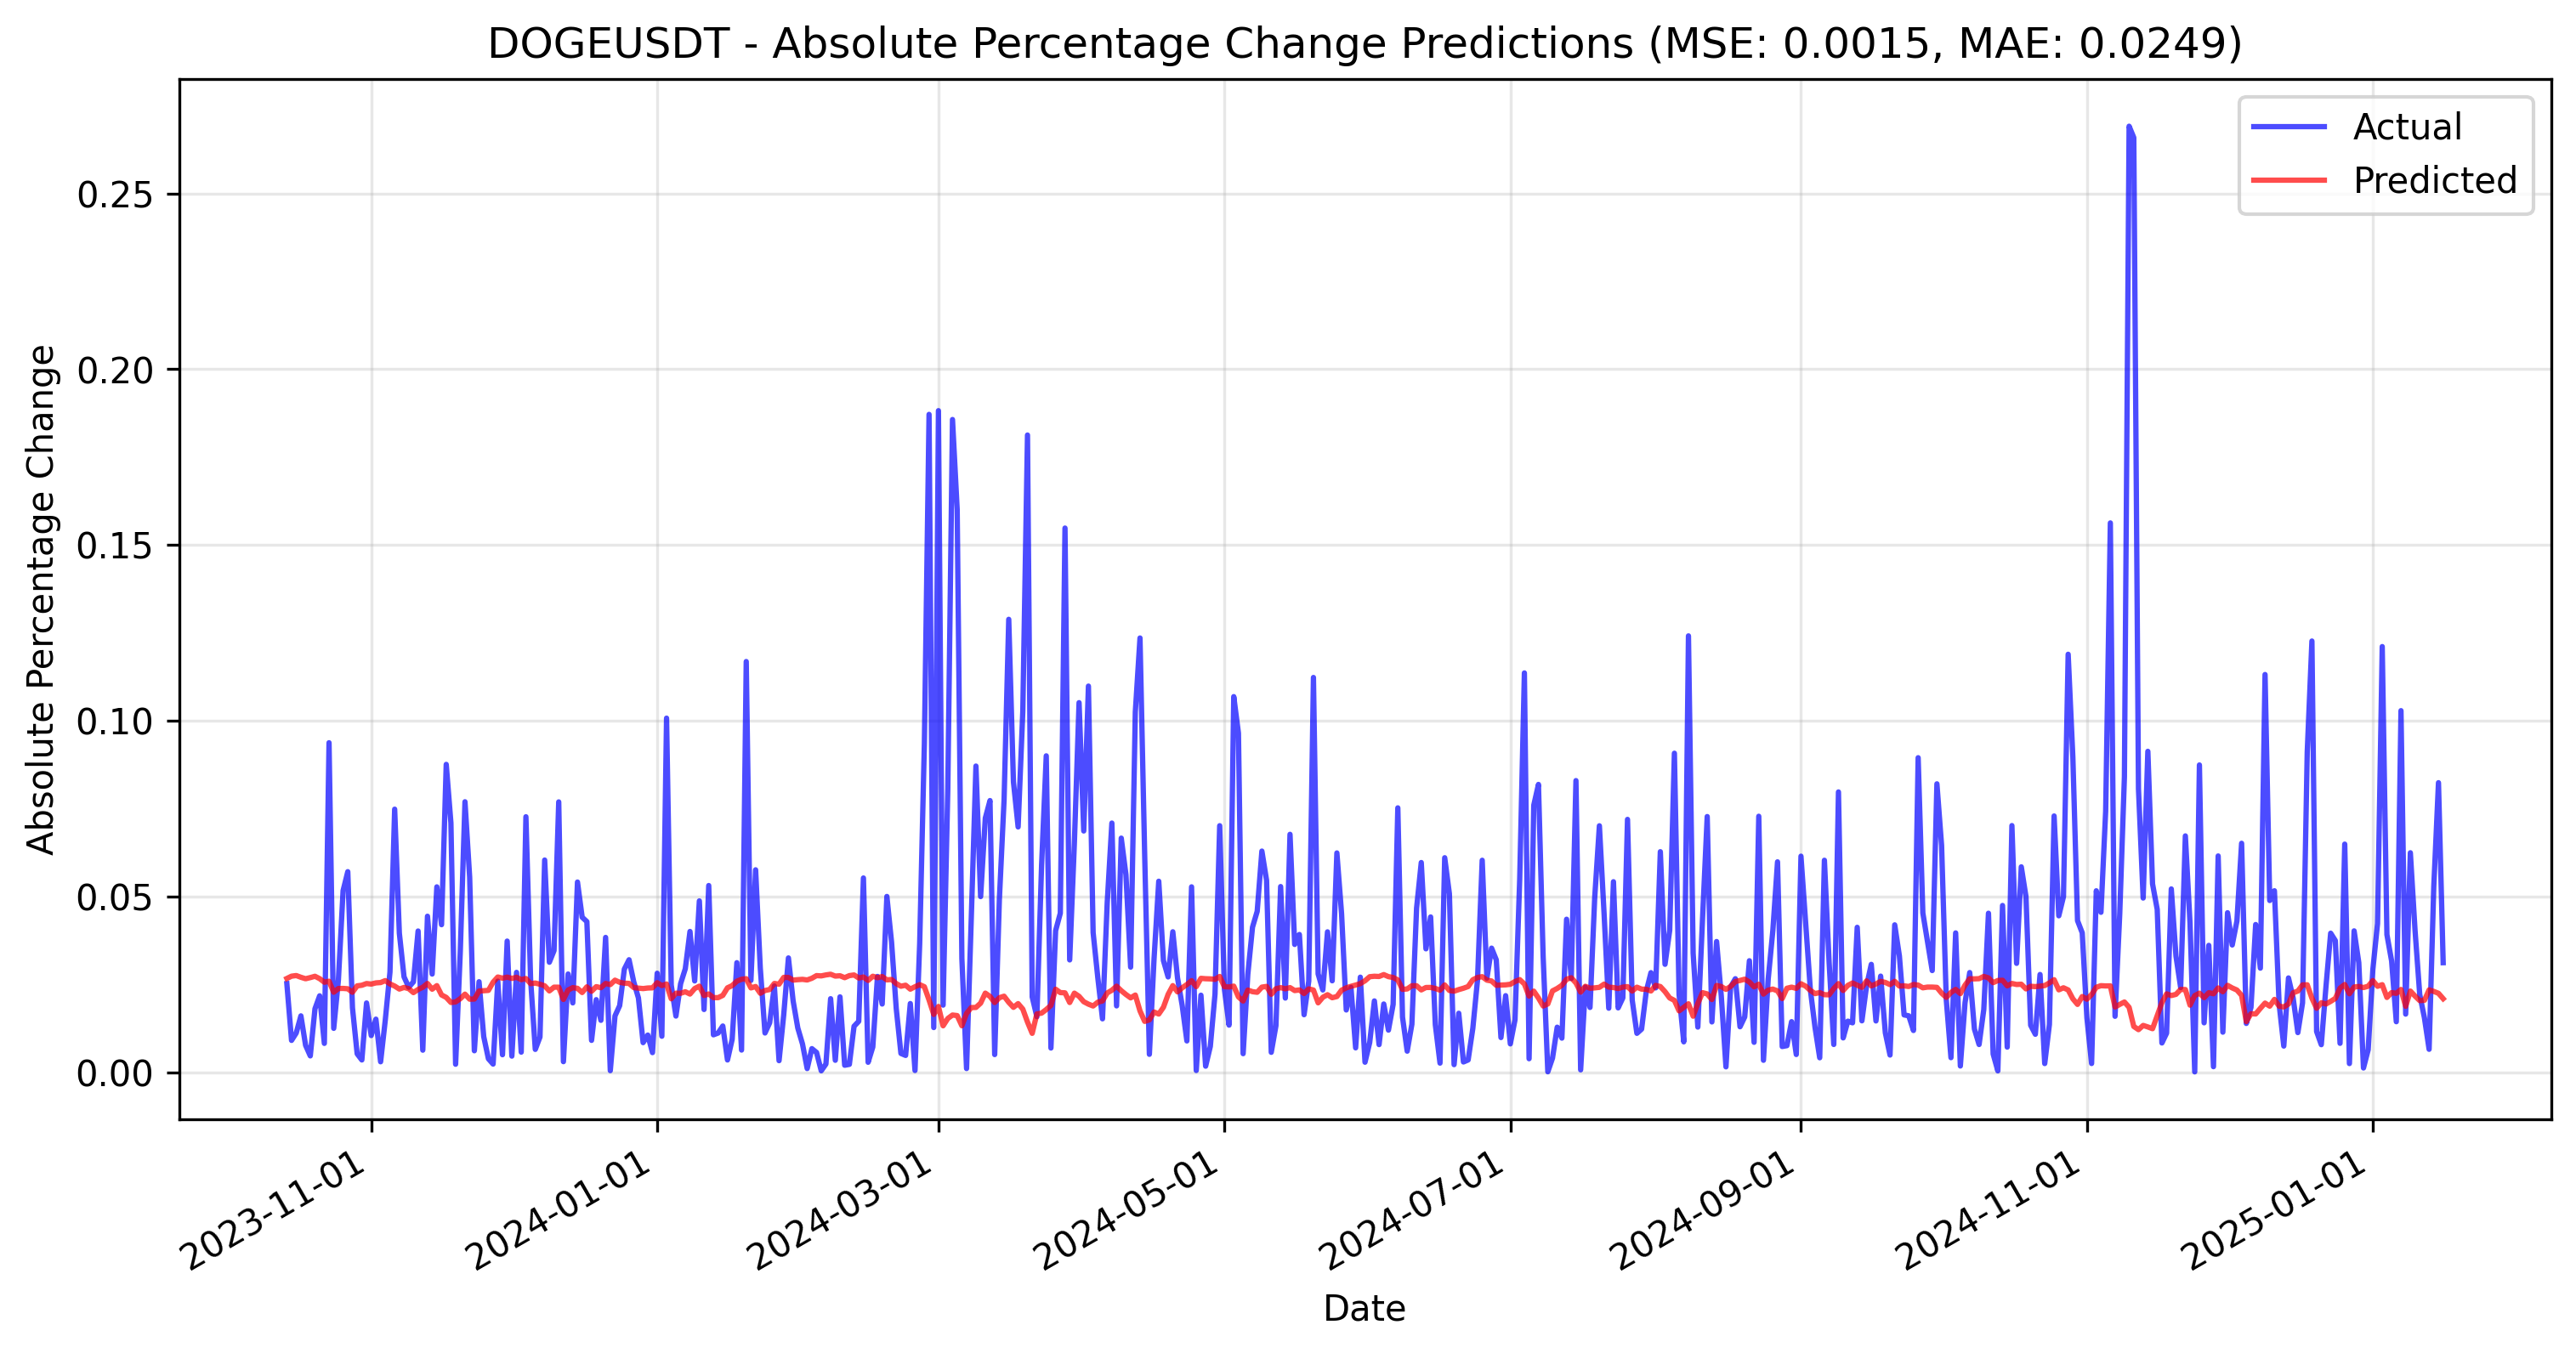 DOGEUSDT - Absolute Percentage Change Predictions (MSE: 0.0015, MAE: 0.0249)
Actual
Predicted
Absolute Percentage Change
0.25
0.20
0.15
0.10
0.05
0.00
2023-11-01
2024-01-01
2024-03-01
2024-05-01
2024-07-01
2024-09-01
2024-11-01
2025-01-01
Date